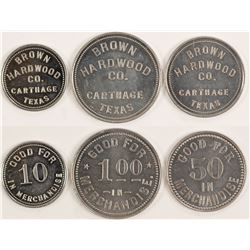 BROWN
HARDWOOD
CO.
CARTHAGE
TEXAS
BROWN
HARDWOOD
CO.
CARTHAGE
TEXAS
BROWN
HARDWOOD
CO.
CARTHAGE
TEXAS
GOOD FOR
10
IN MERCHANDISE
GOOD FOR
1.00
IN
MERCHANDISE.
GOOD FOR
50
IN
MERCHANDISE